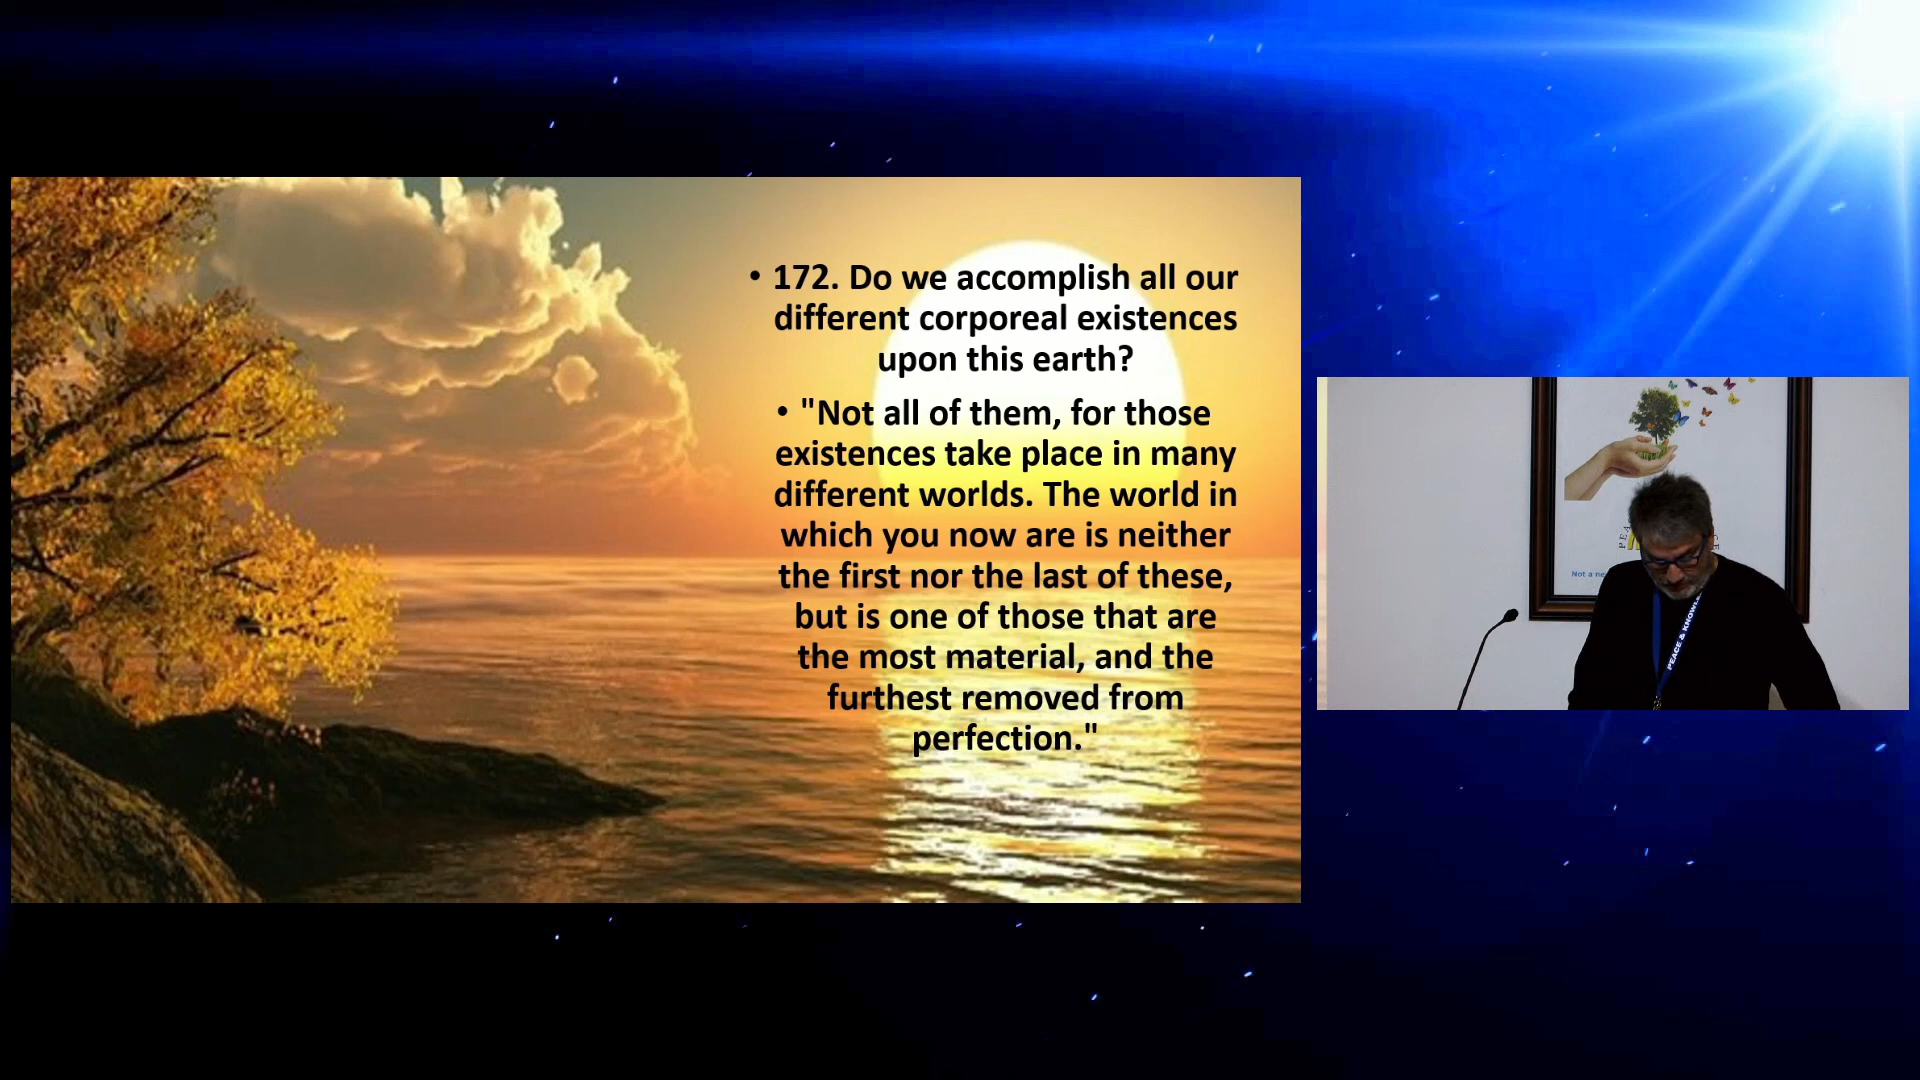 • 172. Do we accomplish all our
different corporeal existences
upon this earth?
• "Not all of them, for those
existences take place in many
different worlds. The world in
which you now are is neither
the first nor the last of these,
but is one of those that are
the most material, and the
furthest removed from
perfection."
Not a
PEACE &